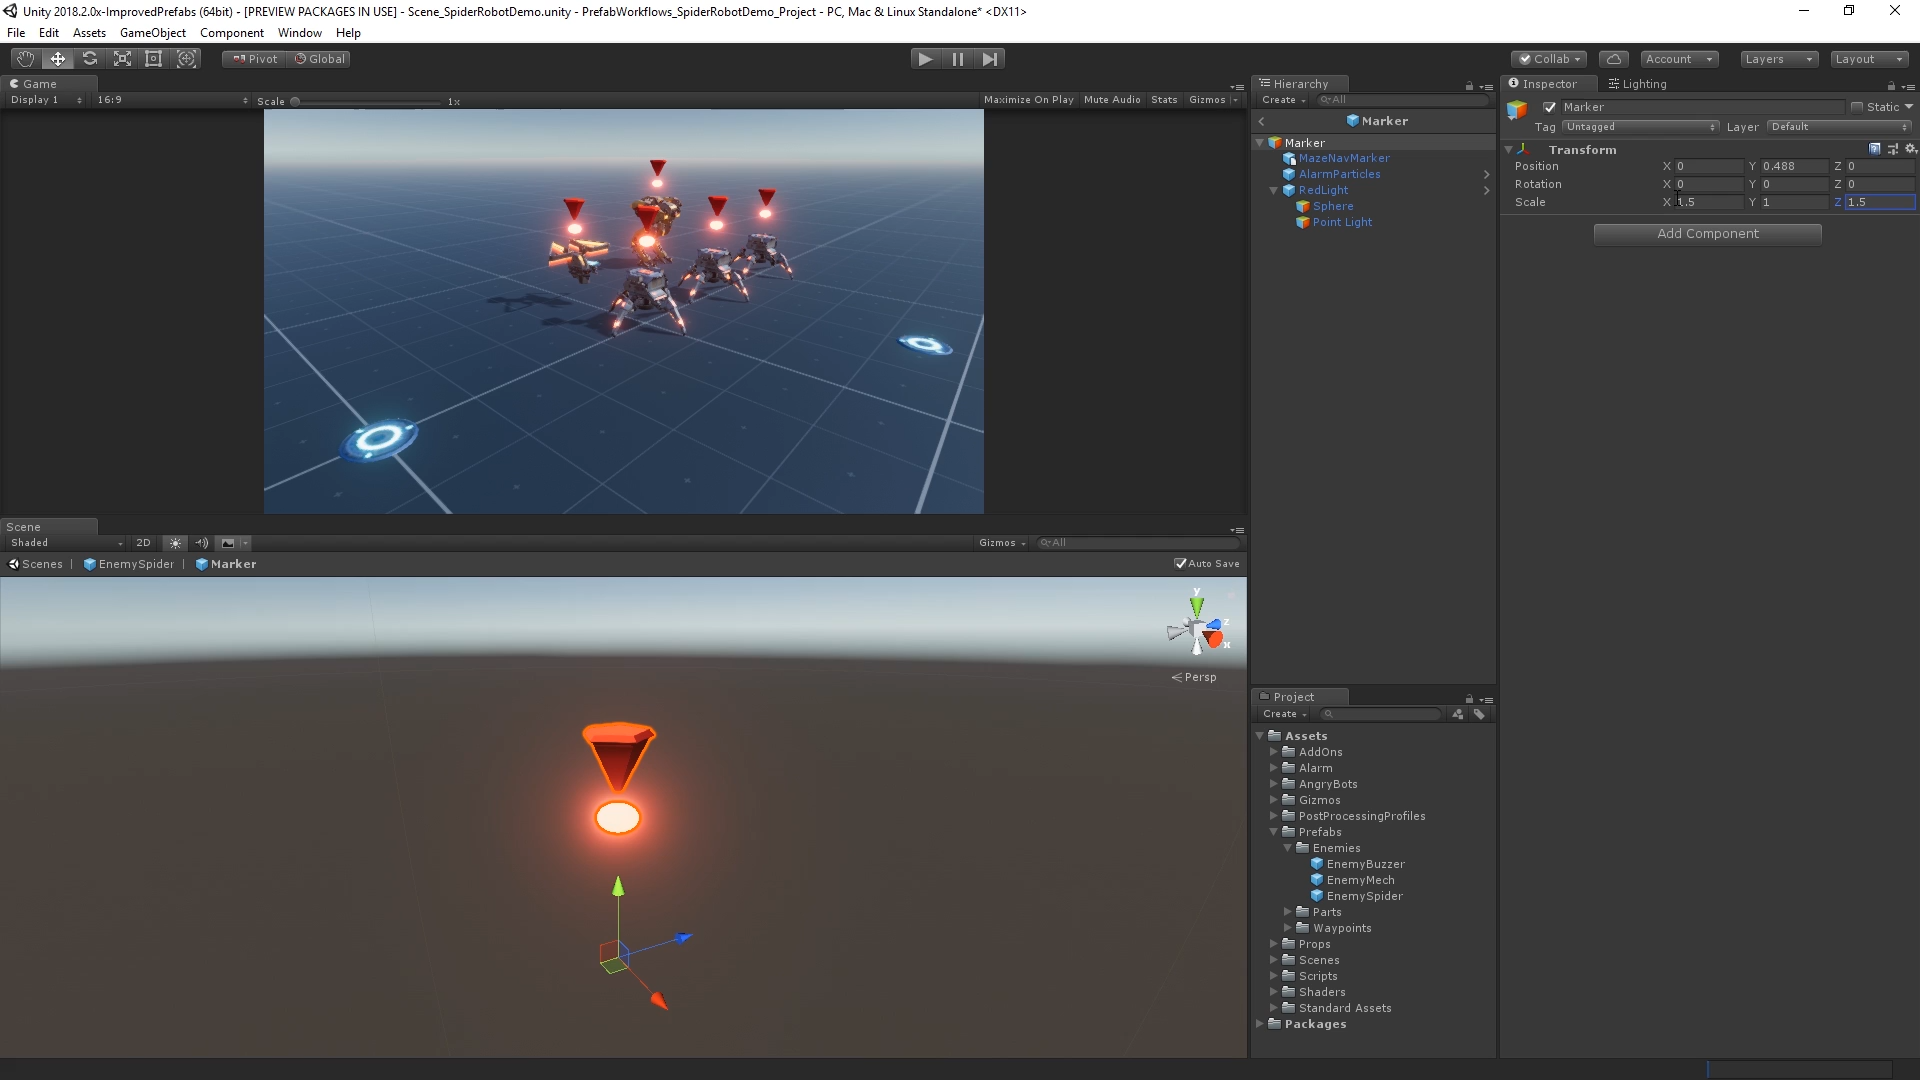 Unity 2018.2.0x-ImprovedPrefabs (64bit) - [PREVIEW PACKAGES IN USE] - Scene_SpiderRobotDemo.unity - PrefabWorkflows_SpiderRobotDemo_Project - PC, Mac & Linux Standalone* <DX11>
File Edit Assets GameObject Component Window Help
Pivot Global Collab Account Layers Layout
Game
Display 1 16:9 Scale 1x Maximize On Play Mute Audio Stats Gizmos
Scene
Shaded 2D Gizmos All
Scenes | EnemySpider | Marker Auto Save
y
z
x
Persp
Hierarchy
Create All
Marker
Marker
MazeNavMarker
AlarmParticles
RedLight
Sphere
Point Light
Project
Create
Assets
AddOns
Alarm
AngryBots
Gizmos
PostProcessingProfiles
Prefabs
Enemies
EnemyBuzzer
EnemyMech
EnemySpider
Parts
Waypoints
Props
Scenes
Scripts
Shaders
Standard Assets
Packages
Inspector Lighting
Marker Static
Tag Untagged Layer Default
Transform
Position X 0 Y 0.488 Z 0
Rotation X 0 Y 0 Z 0
Scale X 1.5 Y 1 Z 1.5
Add Component